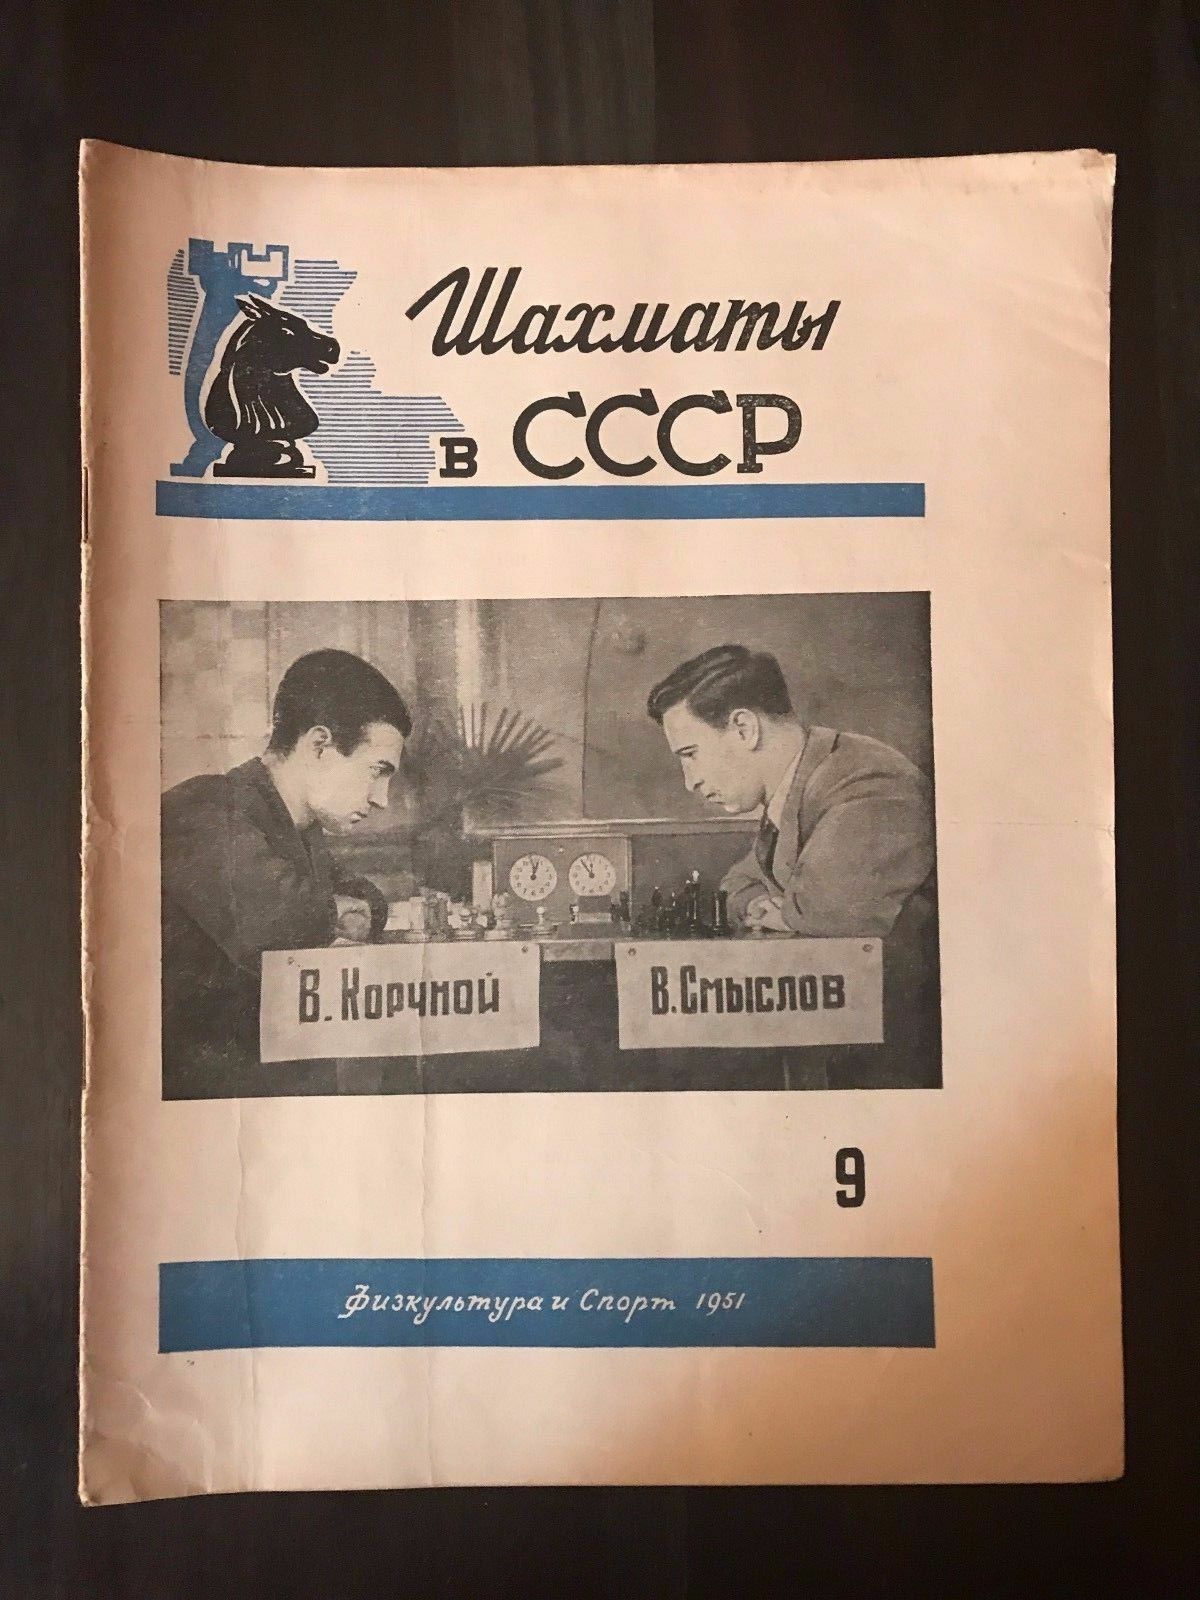 Шахматы
в СССР
В. Корчной
В. Смыслов
9
Физкультура и Спорт 1951